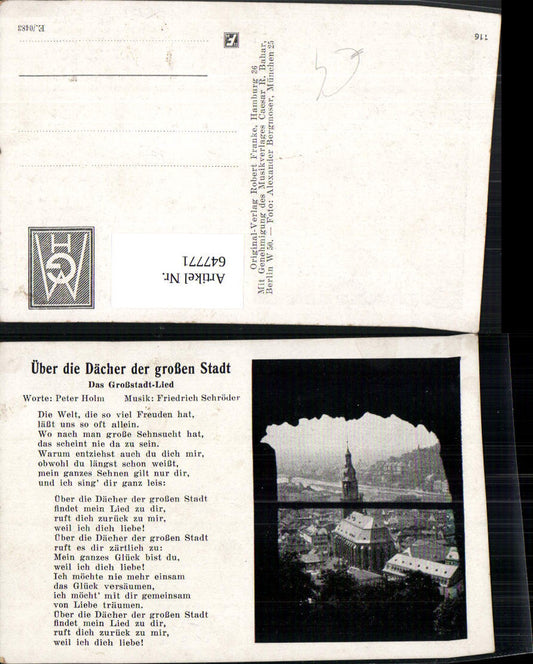 F./0483
116
Original-Verlag Robert Franke, Hamburg 36
Mit Genehmigung des Musikverlages Caesar R. Bahar,
Berlin W 50. — Foto: Alexander Bergmoser, München 25
Artikel Nr.
647771
Über die Dächer der großen Stadt
Das Großstadt-Lied
Worte: Peter Holm Musik: Friedrich Schröder
Die Welt, die so viel Freuden hat,
läßt uns so oft allein.
Wo nach man große Sehnsucht hat,
das scheint nie da zu sein.
Warum entziehst auch du dich mir,
obwohl du längst schon weißt,
mein ganzes Sehnen gilt nur dir,
und ich sing' dir ganz leis:
Über die Dächer der großen Stadt
findet mein Lied zu dir,
ruft dich zurück zu mir,
weil ich dich liebe!
Über die Dächer der großen Stadt
ruft es dir zärtlich zu:
Mein ganzes Glück bist du,
weil ich dich liebe!
Ich möchte nie mehr einsam
das Glück versäumen,
ich möcht' mit dir gemeinsam
von Liebe träumen.
Über die Dächer der großen Stadt
findet mein Lied zu dir,
ruft dich zurück zu mir,
weil ich dich liebe!